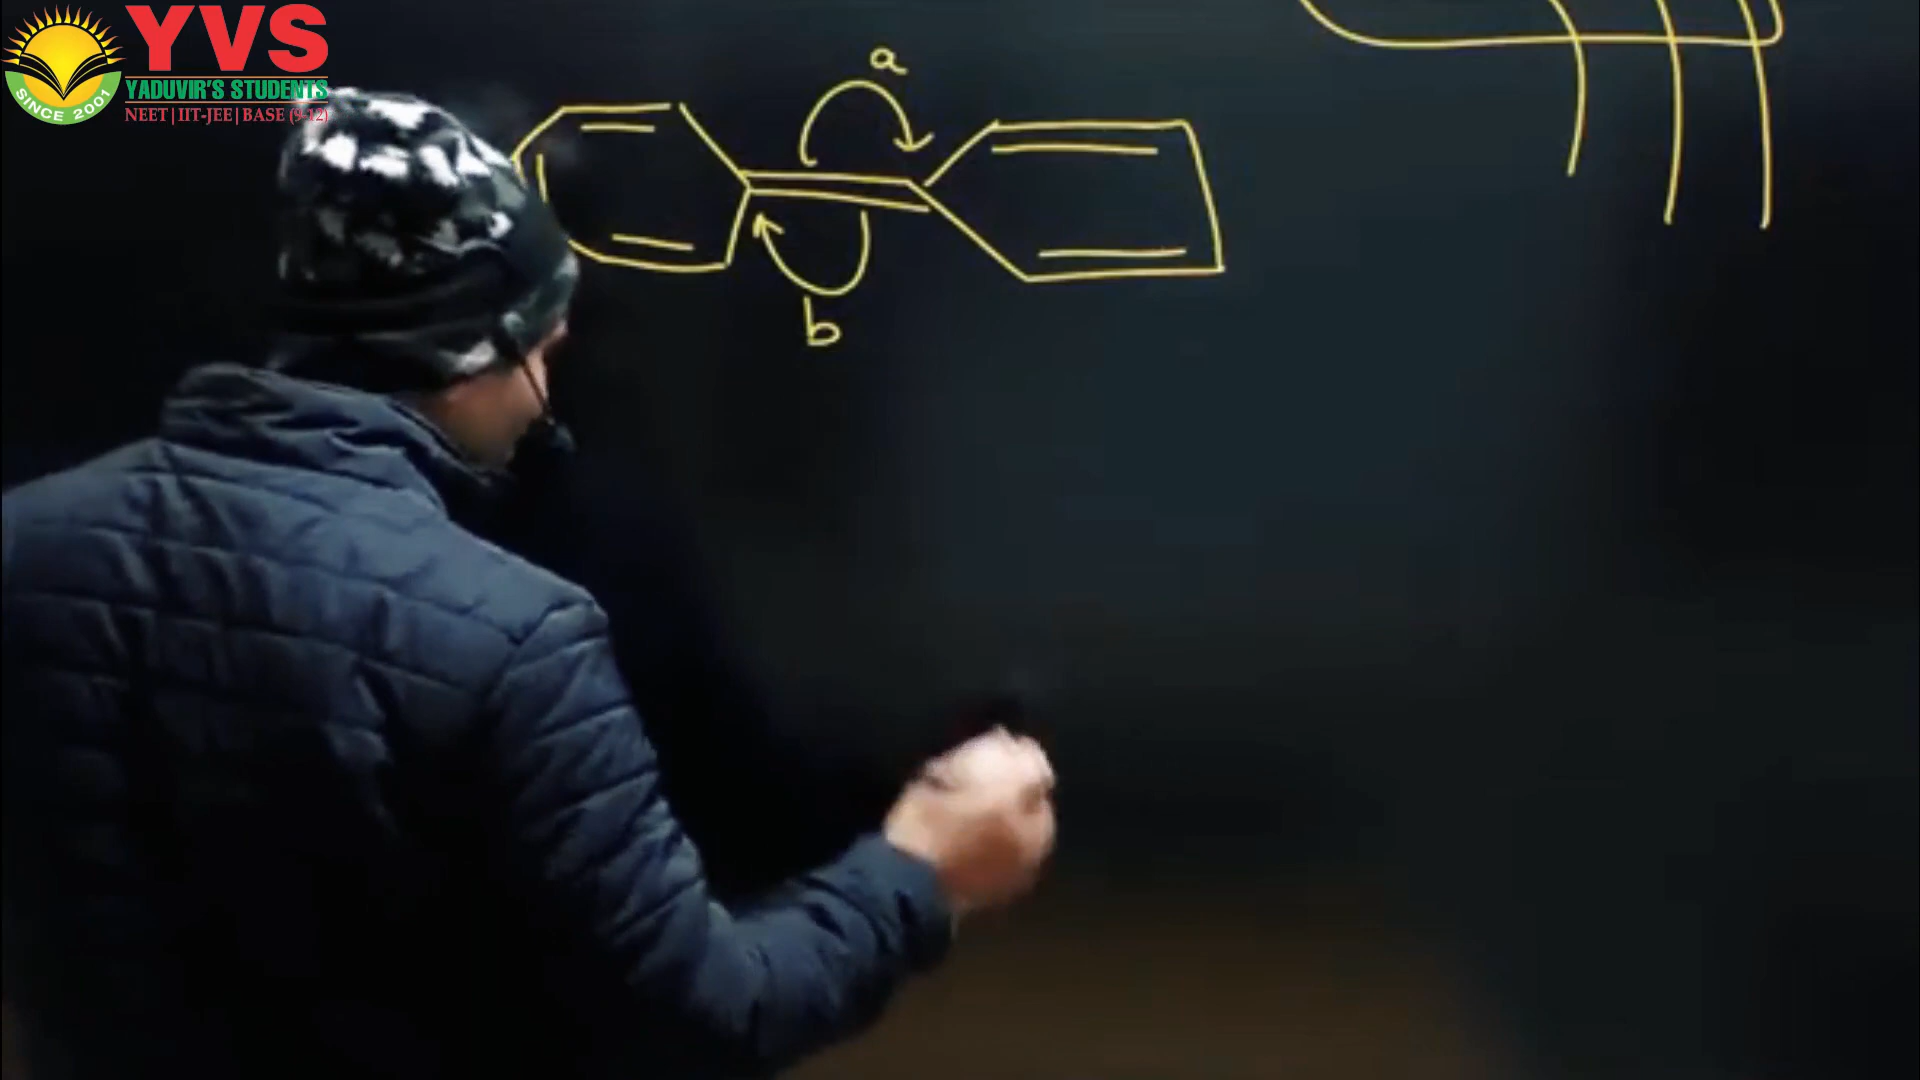 YVS
YADUVIR'S STUDENTS
NEET | IIT-JEE | BASE (9-12)
SINCE 2001
a
b